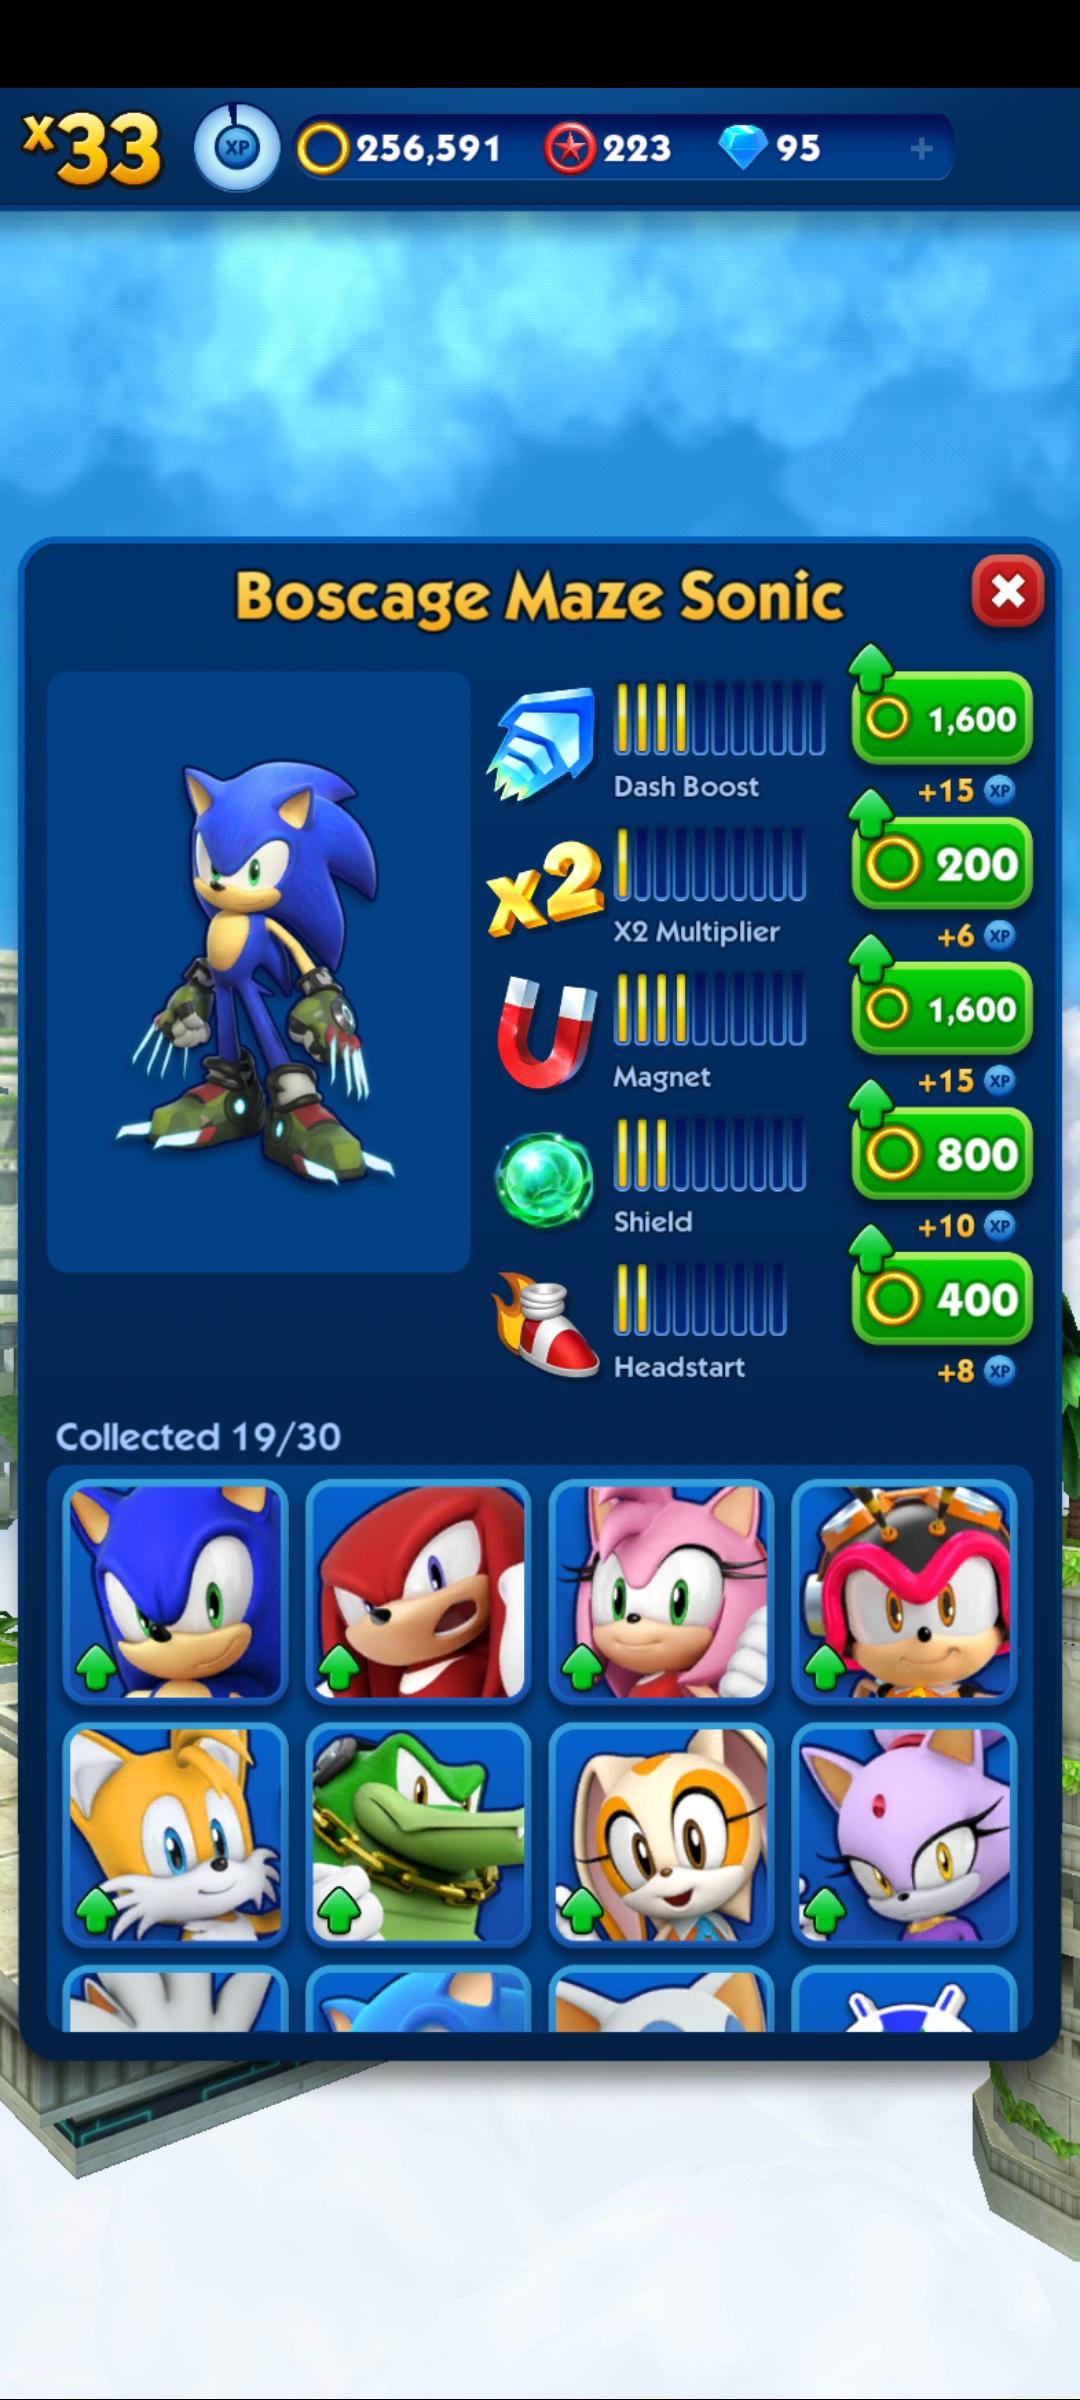 x33 XP 256,591 223 95 +
Boscage Maze Sonic
1,600
Dash Boost
+15 XP
x2
200
X2 Multiplier
+6 XP
1,600
Magnet
+15 XP
800
Shield
+10 XP
400
Headstart
+8 XP
Collected 19/30